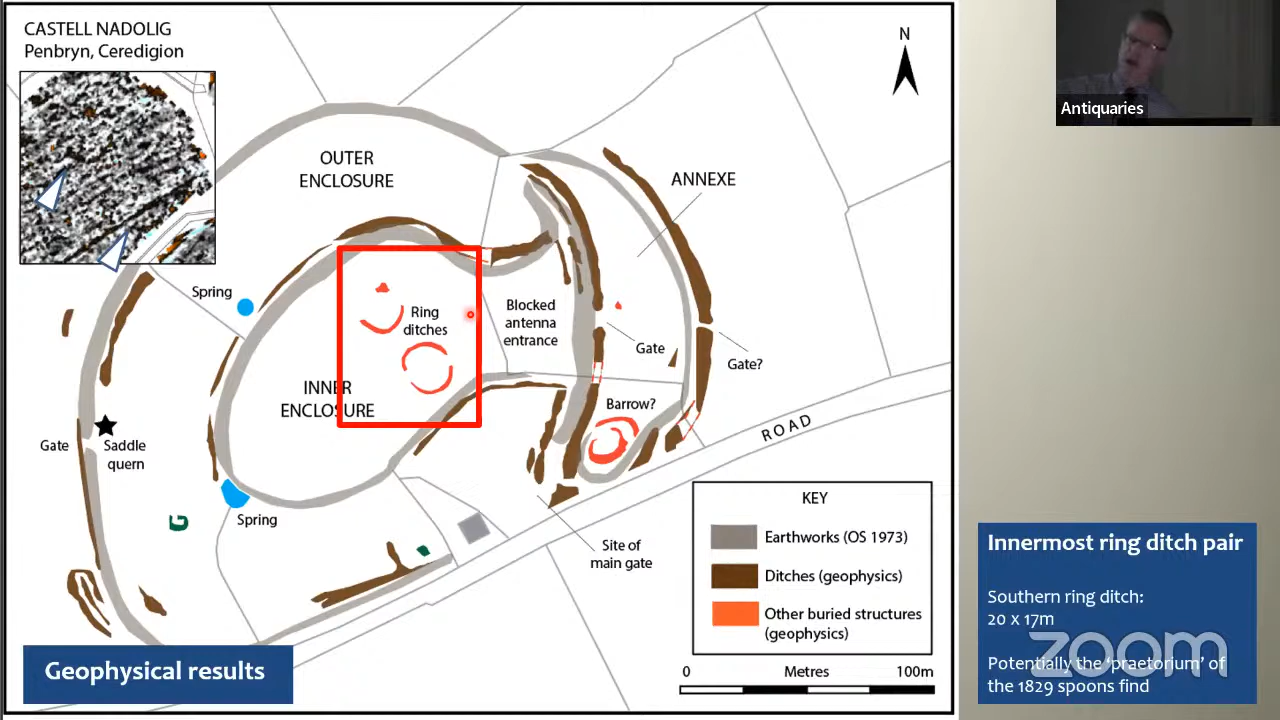 CASTELL NADOLIG
Penbryn, Ceredigion
N
Antiquaries
OUTER
ENCLOSURE
ANNEXE
Spring
Ring
ditches
Blocked
antenna
entrance
Gate
Gate?
INNER
ENCLOSURE
Barrow?
ROAD
Gate
Saddle
quern
G
Spring
Site of
main gate
KEY
Earthworks (OS 1973)
Ditches (geophysics)
Other buried structures
(geophysics)
0 Metres 100m
Geophysical results
Innermost ring ditch pair
Southern ring ditch:
20 x 17m
zoom
Potentially the 'praetorium' of
the 1829 spoons find